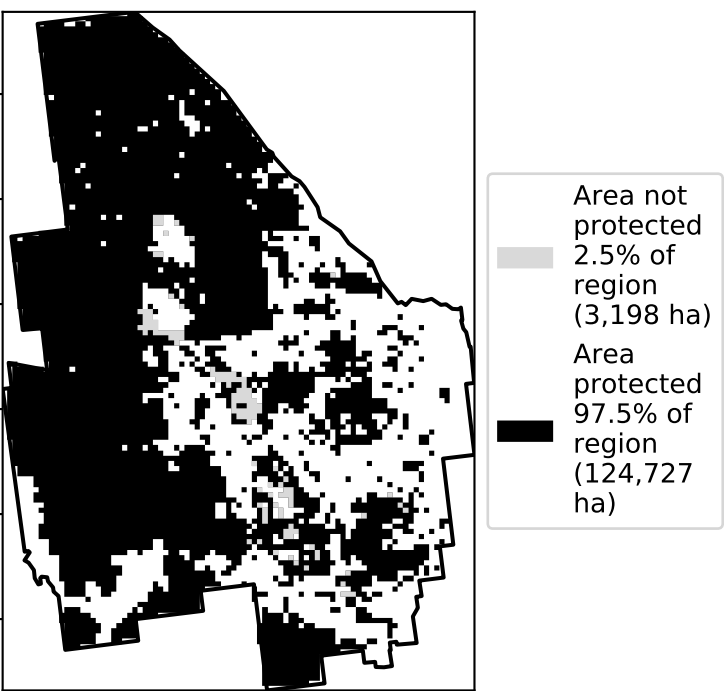 Area not
protected
2.5% of
region
(3,198 ha)
Area
protected
97.5% of
region
(124,727
ha)